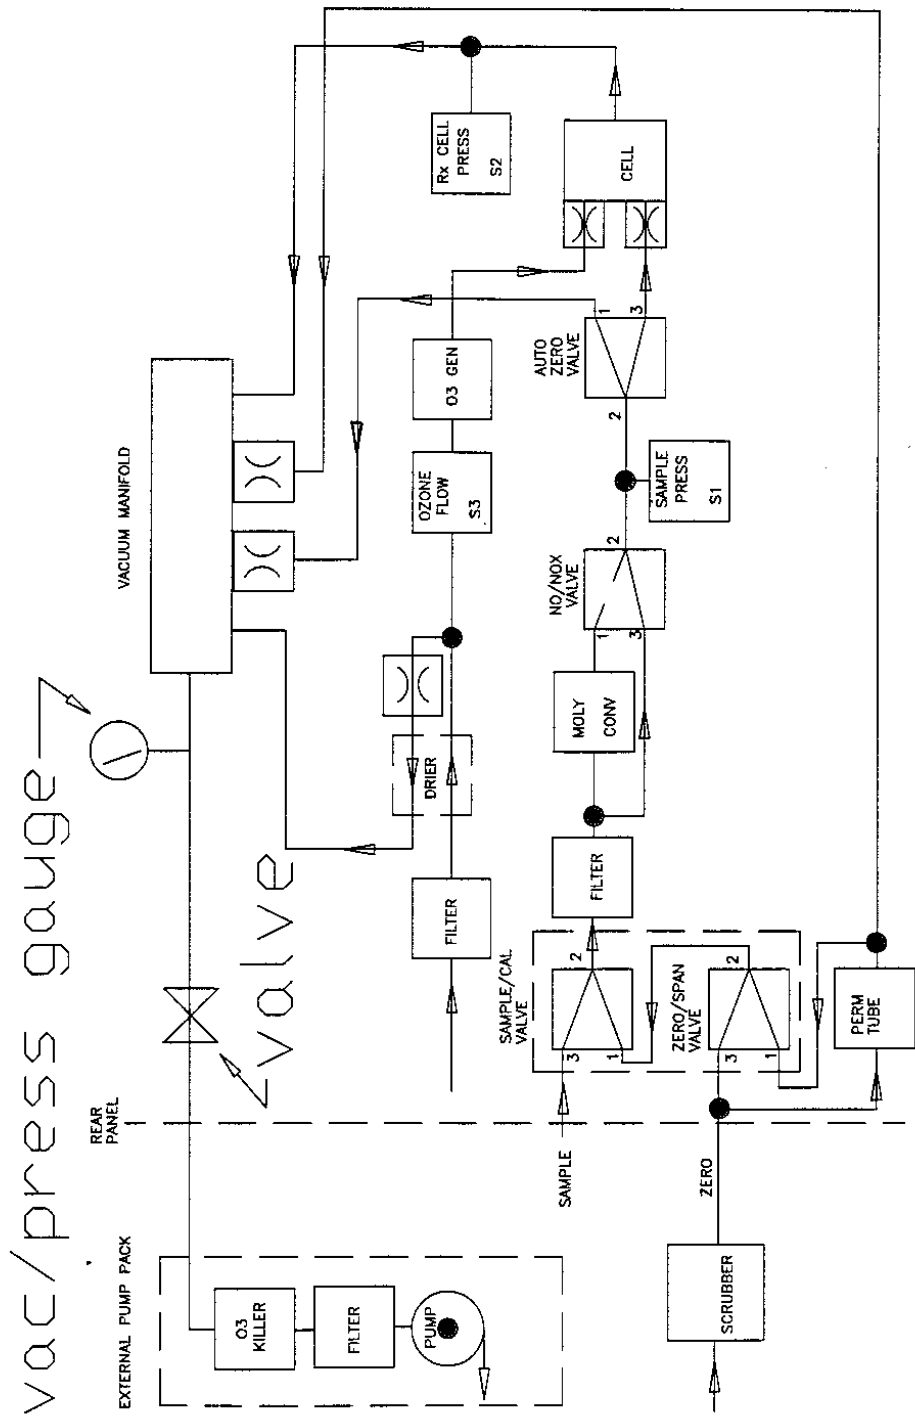 vac/press gauge
valve
VACUUM MANIFOLD
REAR
PANEL
EXTERNAL PUMP PACK
O3
KILLER
FILTER
PUMP
FILTER
DRIER
OZONE
FLOW
S3
O3 GEN
Rx CELL
PRESS
S2
CELL
AUTO
ZERO
VALVE
1
2
3
SAMPLE
PRESS
S1
NO/NOX
VALVE
1
2
3
MOLY
CONV
FILTER
SAMPLE/CAL
VALVE
3
2
1
SAMPLE
ZERO/SPAN
VALVE
3
2
1
PERM
TUBE
ZERO
SCRUBBER